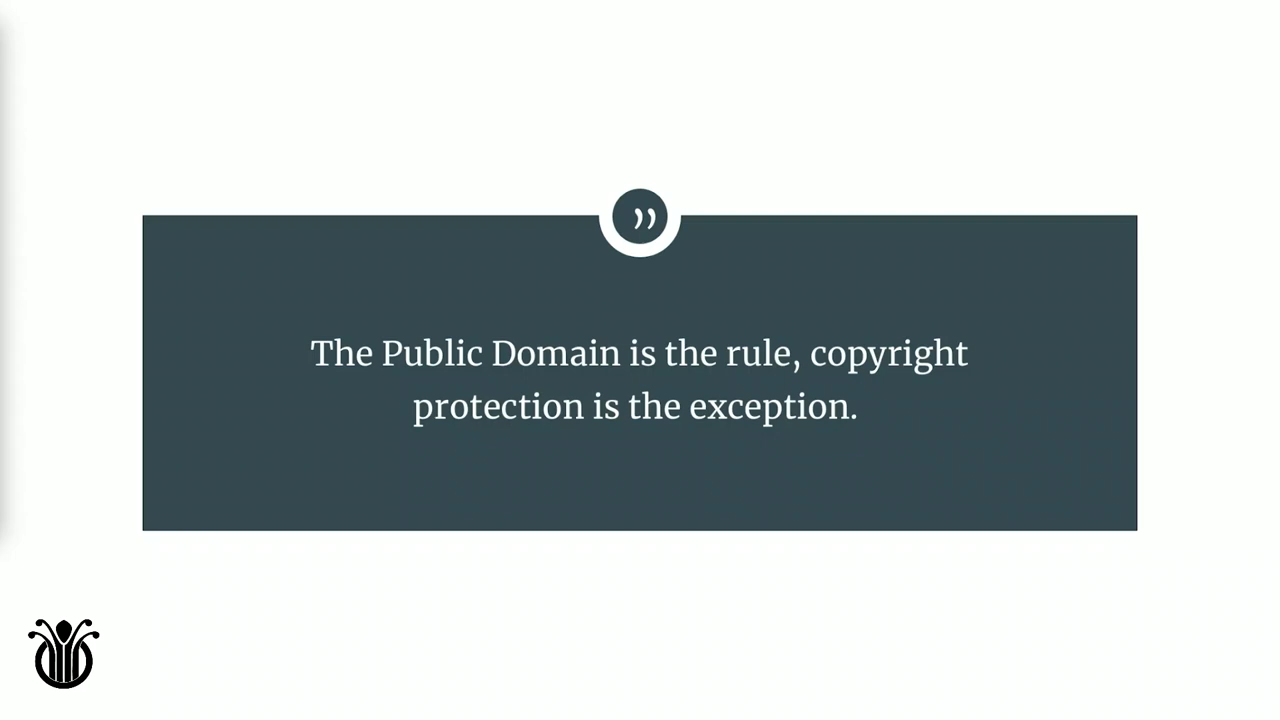 ”
The Public Domain is the rule, copyright
protection is the exception.